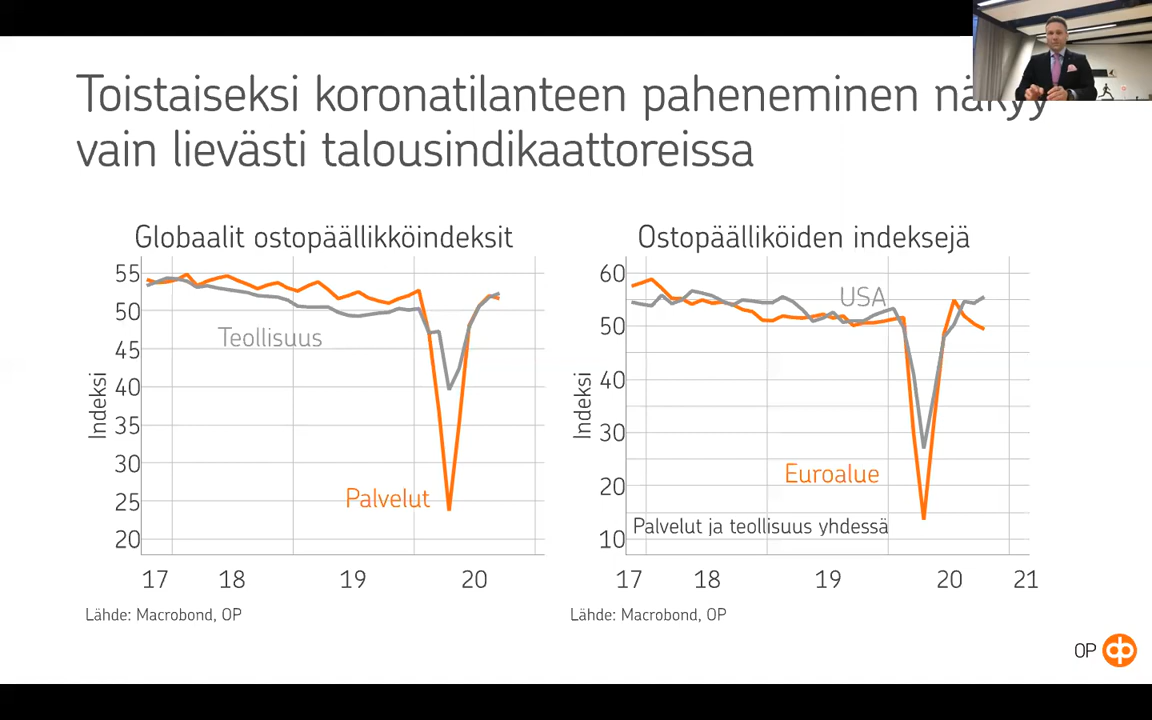 Toistaiseksi koronatilanteen paheneminen näkyy
vain lievästi talousindikaattoreissa
Globaalit ostopäällikköindeksit
55
50
45
40
35
30
25
20
Indeksi
Teollisuus
Palvelut
17 18 19 20
Lähde: Macrobond, OP
Ostopäälliköiden indeksejä
60
50
40
30
20
10
Indeksi
USA
Euroalue
Palvelut ja teollisuus yhdessä
17 18 19 20 21
Lähde: Macrobond, OP
OP